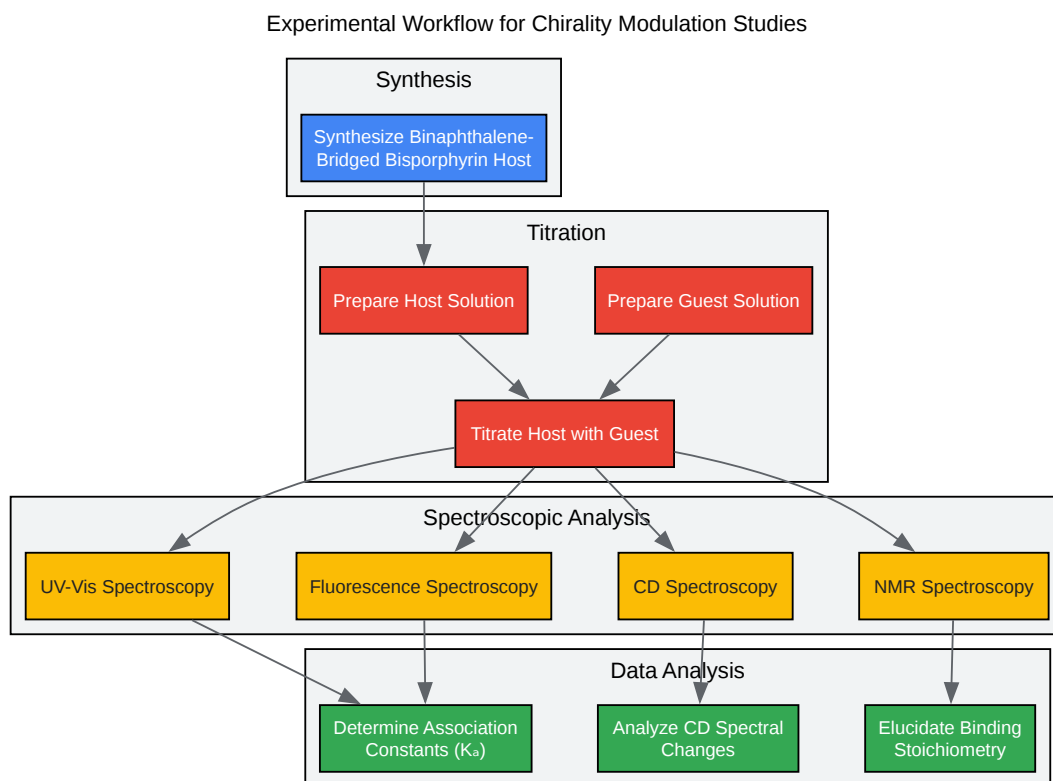 Experimental Workflow for Chirality Modulation Studies
Synthesis
Synthesize Binaphthalene-
Bridged Bisporphyrin Host
Titration
Prepare Host Solution
Prepare Guest Solution
Titrate Host with Guest
Spectroscopic Analysis
UV-Vis Spectroscopy
Fluorescence Spectroscopy
CD Spectroscopy
NMR Spectroscopy
Data Analysis
Determine Association
Constants (Kₐ)
Analyze CD Spectral
Changes
Elucidate Binding
Stoichiometry